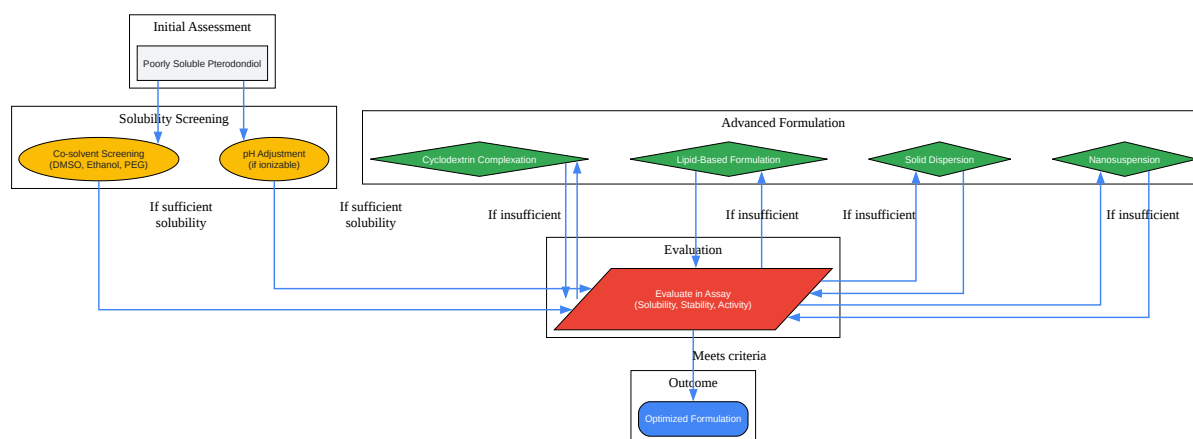 Initial Assessment
Poorly Soluble Pterodondiol
Solubility Screening
Advanced Formulation
Co-solvent Screening
(DMSO, Ethanol, PEG)
pH Adjustment
(if ionizable)
Cyclodextrin Complexation
Lipid-Based Formulation
Solid Dispersion
Nanosuspension
If sufficient
solubility
If sufficient
solubility
If insufficient
If insufficient
If insufficient
If insufficient
Evaluation
Evaluate in Assay
(Solubility, Stability, Activity)
Meets criteria
Outcome
Optimized Formulation